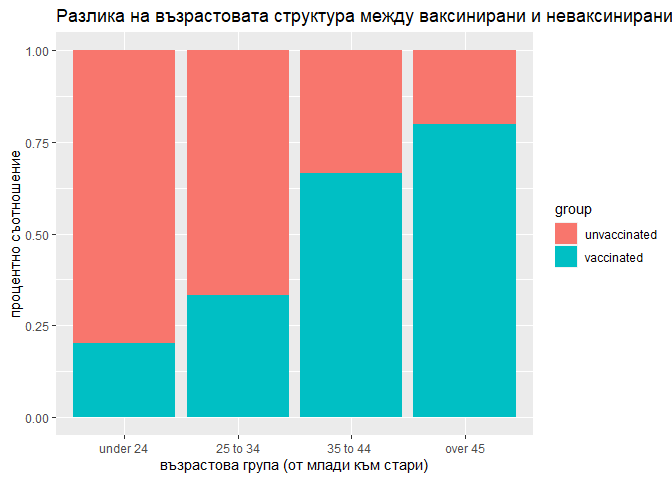 Разлика на възрастовата структура между ваксинирани и неваксинирани
1.00
0.75
0.50
0.25
0.00
процентно съотношение
under 24
25 to 34
35 to 44
over 45
възрастова група (от млади към стари)
group
unvaccinated
vaccinated